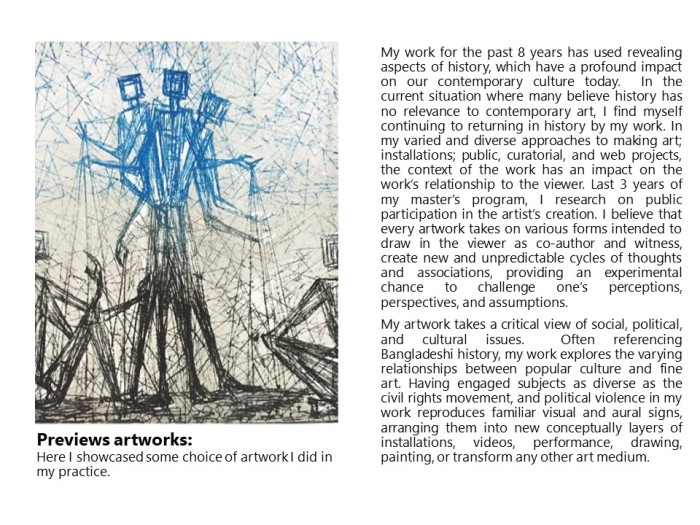 Previews artworks:
Here I showcased some choice of artwork I did in
my practice.
My work for the past 8 years has used revealing
aspects of history, which have a profound impact
on our contemporary culture today. In the
current situation where many believe history has
no relevance to contemporary art, I find myself
continuing to returning in history by my work. In
my varied and diverse approaches to making art;
installations; public, curatorial, and web projects,
the context of the work has an impact on the
work's relationship to the viewer. Last 3 years of
my master's program, I research on public
participation in the artist's creation. I believe that
every artwork takes on various forms intended to
draw in the viewer as co-author and witness,
create new and unpredictable cycles of thoughts
and associations, providing an experimental
chance to challenge one's perceptions,
perspectives, and assumptions.
My artwork takes a critical view of social, political,
and cultural issues. Often referencing
Bangladeshi history, my work explores the varying
relationships between popular culture and fine
art. Having engaged subjects as diverse as the
civil rights movement, and political violence in my
work reproduces familiar visual and aural signs,
arranging them into new conceptually layers of
installations, videos, performance, drawing,
painting, or transform any other art medium.